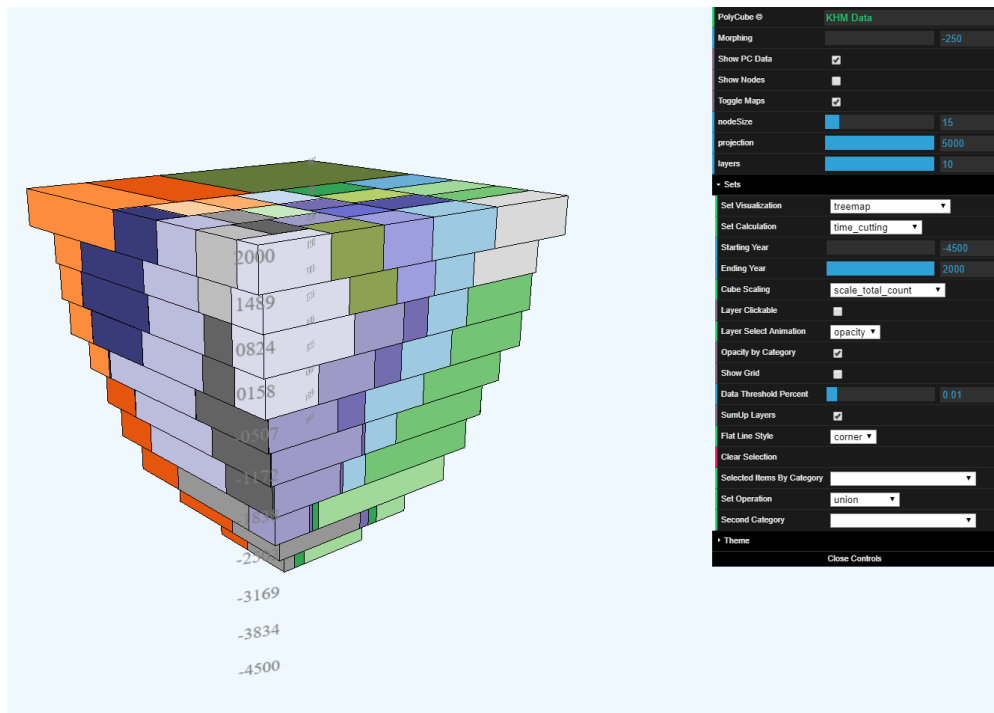 PolyCube © KHM Data
Morphing -250
Show PC Data
Show Nodes
Toggle Maps
nodeSize 15
projection 5000
layers 10
Sets
Set Visualization treemap
Set Calculation time_cutting
Starting Year -4500
Ending Year 2000
Cube Scaling scale_total_count
Layer Clickable
Layer Select Animation opacity
Opacity by Category
Show Grid
Data Threshold Percent 0.01
SumUp Layers
Flat Line Style corner
Clear Selection
Selected Items By Category
Set Operation union
Second Category
Theme
Close Controls
2000
1489
0824
0158
-0507
-1172
-3169
-3834
-4500